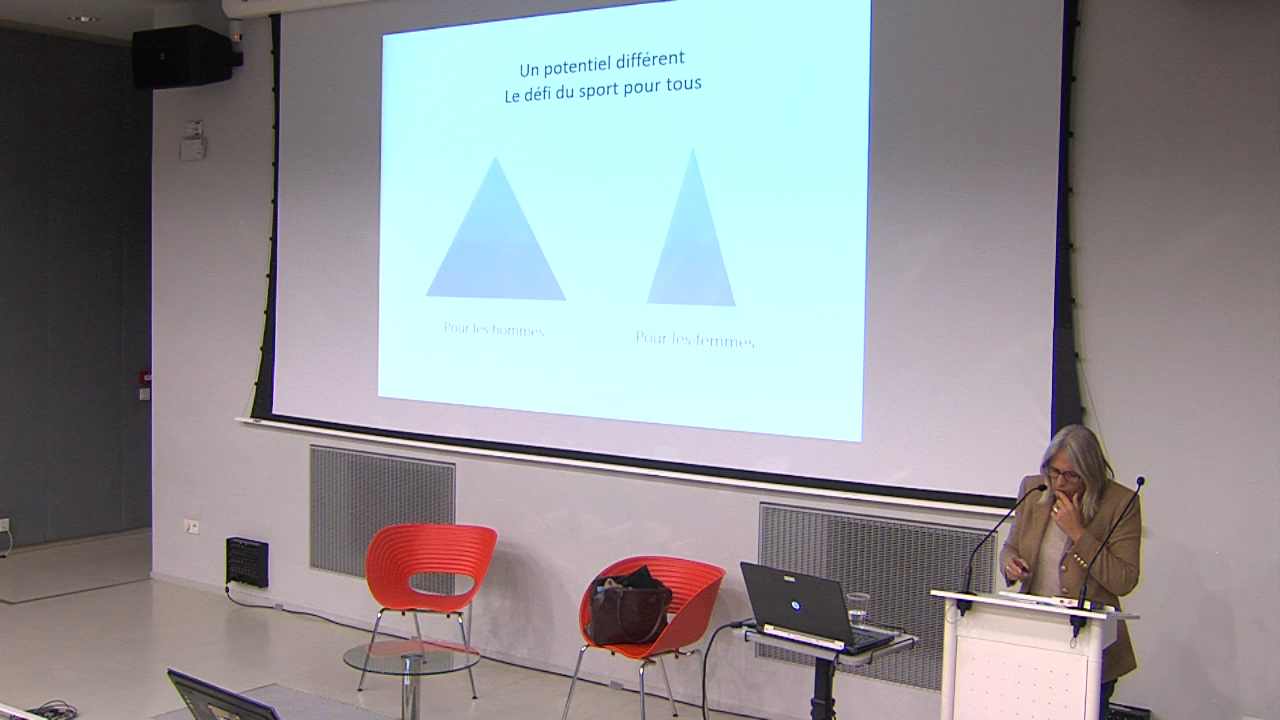 Un potentiel différent
Le défi du sport pour tous
Pour les hommes
Pour les femmes